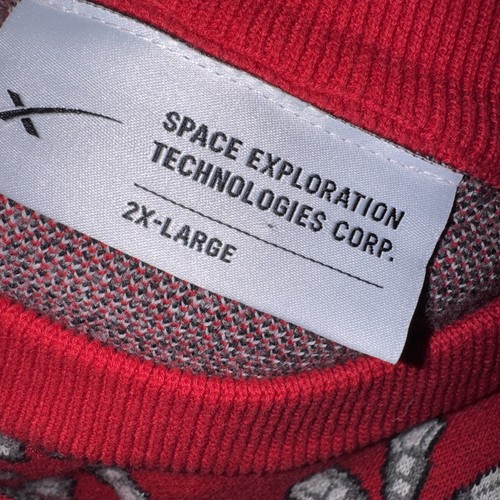 X
SPACE EXPLORATION
TECHNOLOGIES CORP.
2X-LARGE